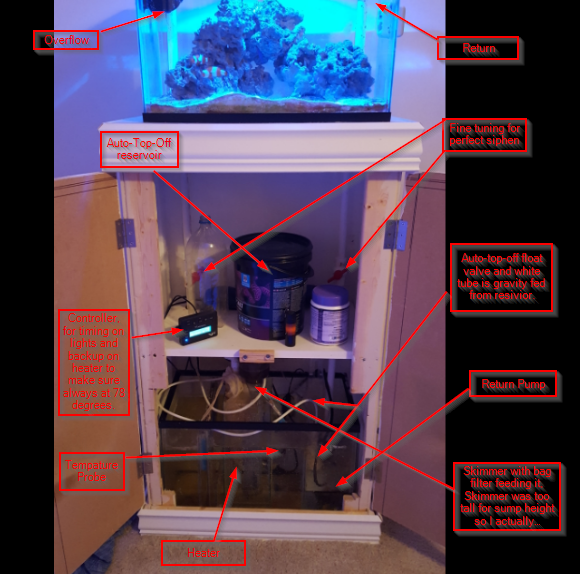 Overflow
Return
Auto-Top-Off
reservoir
Fine tuning for
perfect siphen
Auto-top-off float
valve and white
tube is gravity fed
from resivior.
Controller,
for timing on
lights and
backup on
heater to
make sure
always at 78
degrees.
Return Pump
Tempature
Probe
Skimmer with bag
filter feeding it.
Skimmer was too
tall for sump height
so I actually...
Heater